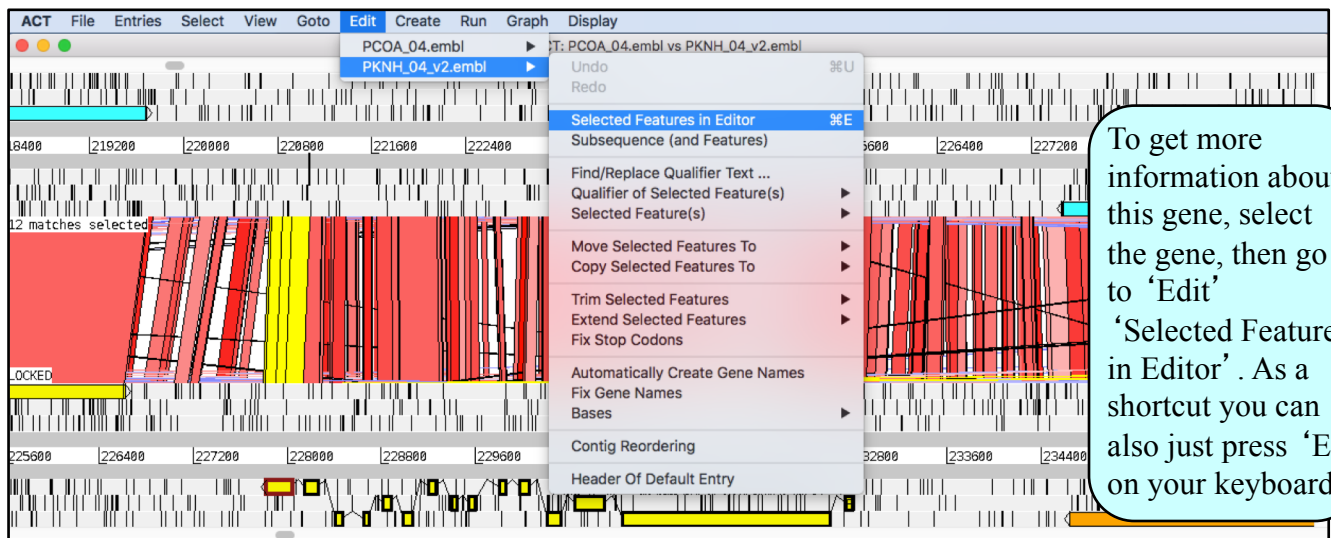 ACT File Entries Select View Goto Edit Create Run Graph Display
PCOA_04.embl
PKNH_04_v2.embl
CT: PCOA_04.embl vs PKNH_04_v2.embl
Undo ⌘U
Redo
Selected Features in Editor ⌘E
Subsequence (and Features)
Find/Replace Qualifier Text ...
Qualifier of Selected Feature(s)
Selected Feature(s)
Move Selected Features To
Copy Selected Features To
Trim Selected Features
Extend Selected Features
Fix Stop Codons
Automatically Create Gene Names
Fix Gene Names
Bases
Contig Reordering
Header Of Default Entry
18400 219200 220000 220800 221600 222400 226400 227200
12 matches selected
LOCKED
225600 226400 227200 228000 228800 229600 232800 233600 234400
To get more
information about
this gene, select
the gene, then go
to ‘Edit’
‘Selected Feature
in Editor’. As a
shortcut you can
also just press ‘E
on your keyboard